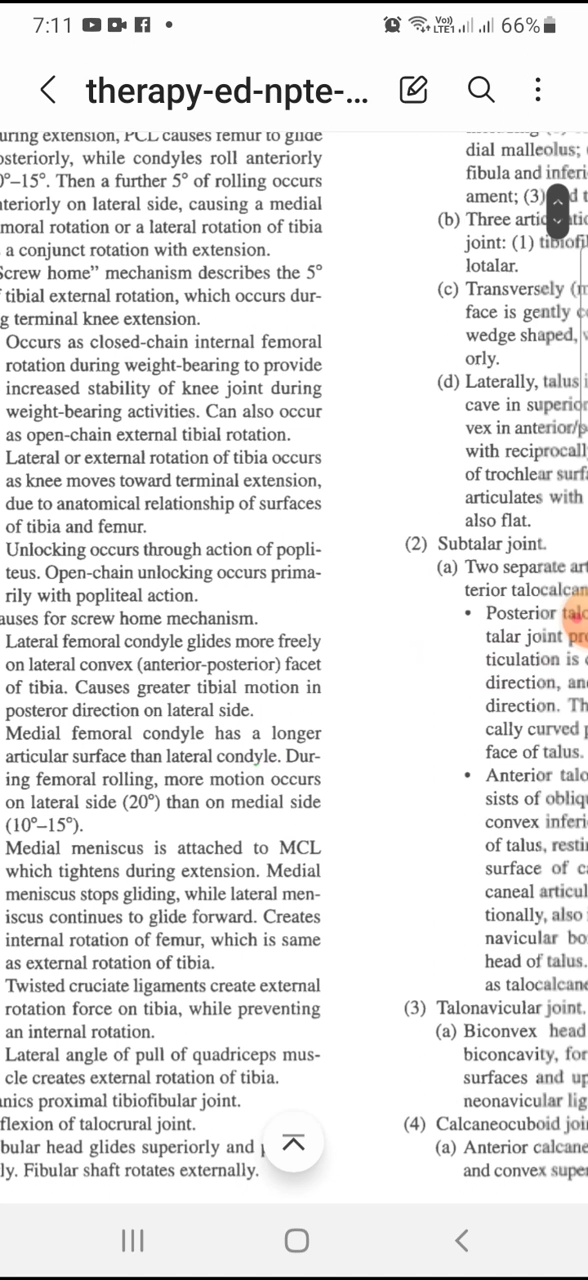 7:11
Vo))
LTE1
66%
therapy-ed-npte-...
extension, PCL causes femur to glide
posteriorly, while condyles roll anteriorly
0°–15°. Then a further 5° of rolling occurs
on lateral side, causing a medial
rotation or a lateral rotation of tibia
a conjunct rotation with extension.
Screw home” mechanism describes the 5°
tibial external rotation, which occurs dur-
terminal knee extension.
Occurs as closed-chain internal femoral
rotation during weight-bearing to provide
increased stability of knee joint during
weight-bearing activities. Can also occur
as open-chain external tibial rotation.
Lateral or external rotation of tibia occurs
as knee moves toward terminal extension,
due to anatomical relationship of surfaces
of tibia and femur.
Unlocking occurs through action of popli-
teus. Open-chain unlocking occurs prima-
rily with popliteal action.
auses for screw home mechanism.
Lateral femoral condyle glides more freely
on lateral convex (anterior-posterior) facet
of tibia. Causes greater tibial motion in
posteror direction on lateral side.
Medial femoral condyle has a longer
articular surface than lateral condyle. Dur-
ing femoral rolling, more motion occurs
on lateral side (20°) than on medial side
(10°–15°).
Medial meniscus is attached to MCL
which tightens during extension. Medial
meniscus stops gliding, while lateral men-
iscus continues to glide forward. Creates
internal rotation of femur, which is same
as external rotation of tibia.
Twisted cruciate ligaments create external
rotation force on tibia, while preventing
an internal rotation.
Lateral angle of pull of quadriceps mus-
cle creates external rotation of tibia.
anics proximal tibiofibular joint.
flexion of talocrural joint.
bular head glides superiorly and
ly. Fibular shaft rotates externally.
dial malleolus;
fibula and inferi
ament; (3)
(b) Three
joint: (1) tibiofi
lotalar.
(c) Transversely (
face is gently
wedge shaped,
orly.
(d) Laterally, talus
cave in superior
vex in anterior/p
with reciprocall
of trochlear surf
articulates with
also flat.
(2) Subtalar joint.
(a) Two separate art
terior talocalcan
• Posterior talo
talar joint pr
ticulation is
direction, an
direction. Th
cally curved
face of talus.
• Anterior talo
sists of obliq
convex inferi
of talus, resti
surface of c
caneal articul
tionally, also
navicular bo
head of talus.
as talocalcane
(3) Talonavicular joint.
(a) Biconvex head
biconcavity, for
surfaces and up
neonavicular lig
(4) Calcaneocuboid joi
(a) Anterior calcane
and convex super